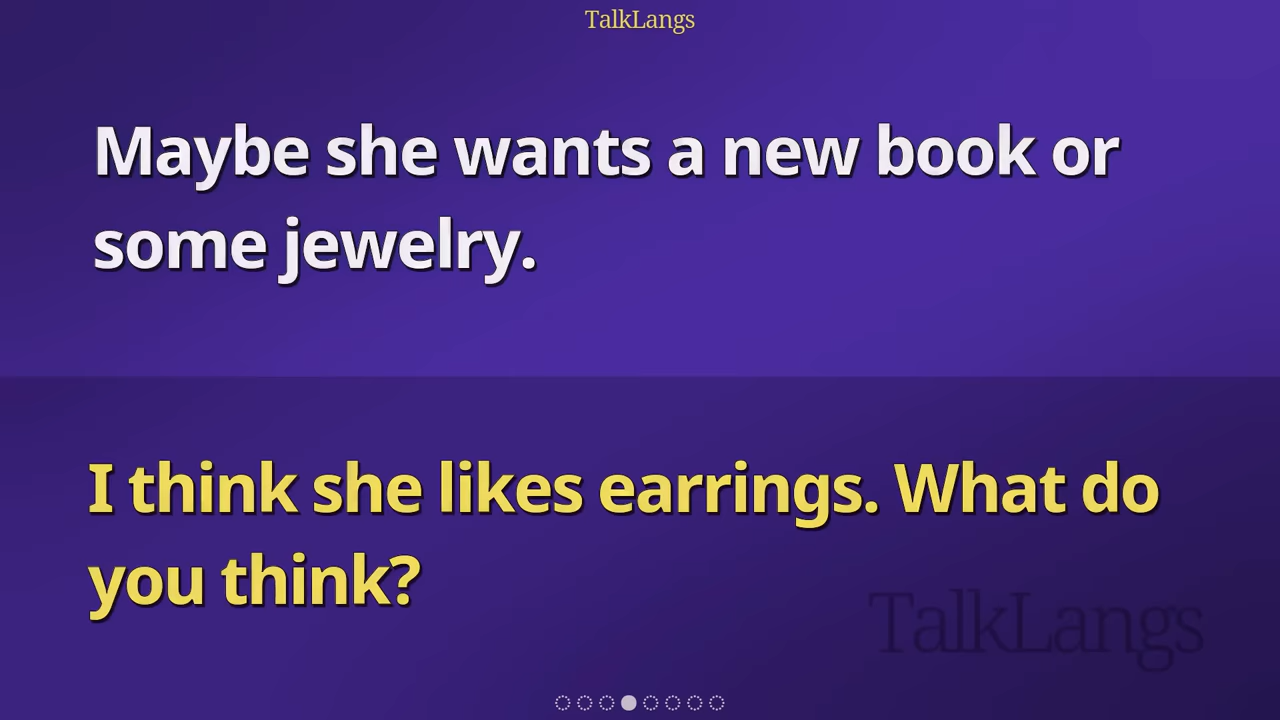 TalkLangs
Maybe she wants a new book or
some jewelry.
I think she likes earrings. What do
you think?
TalkLangs